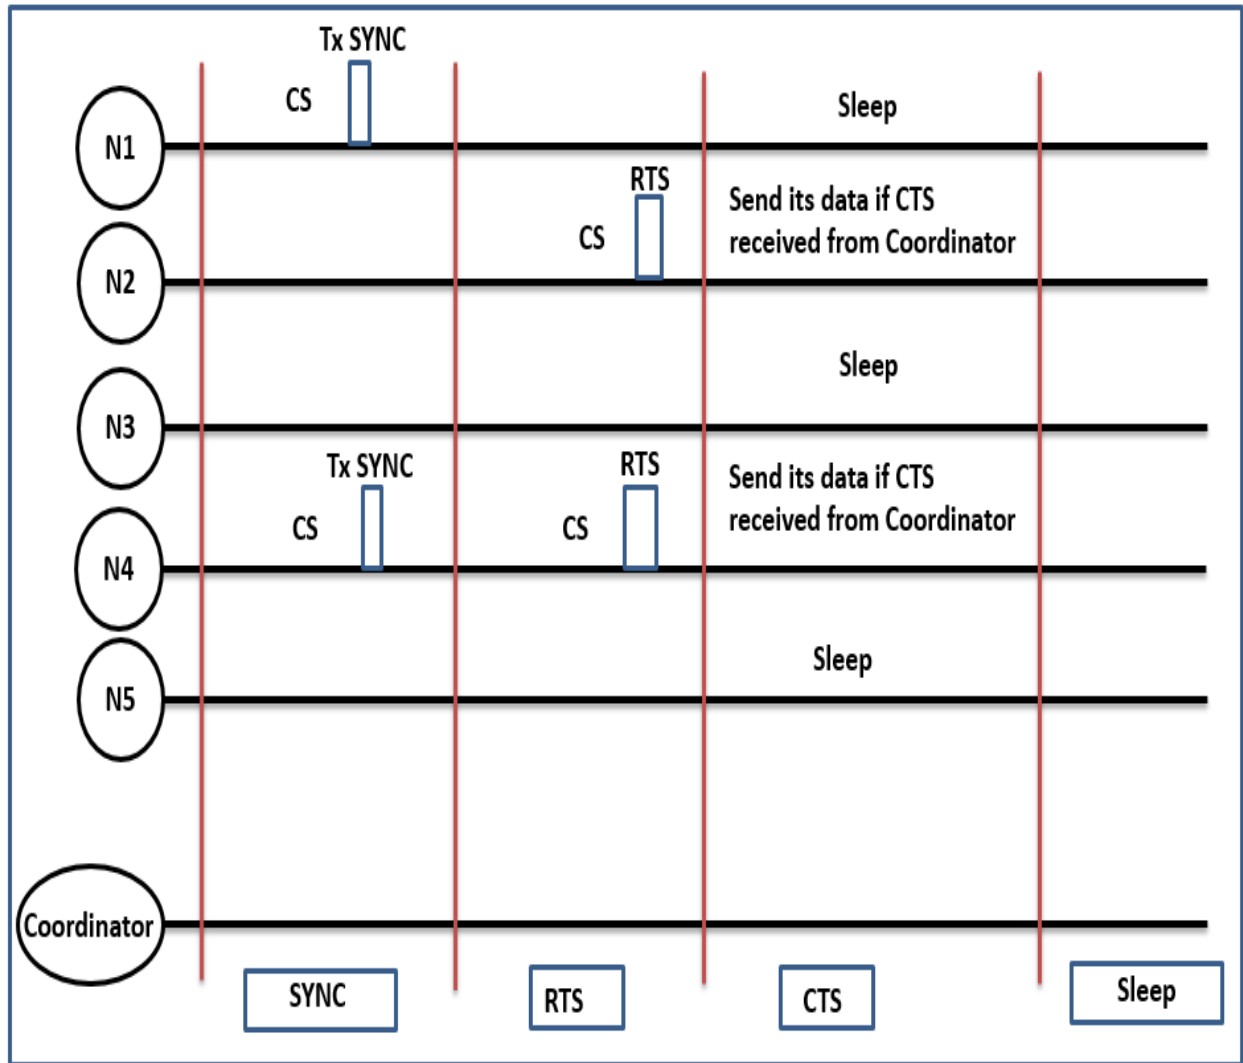 Tx SYNC
CS
Sleep
N1
RTS
Send its data if CTS
received from Coordinator
CS
N2
Sleep
N3
Tx SYNC
RTS
Send its data if CTS
received from Coordinator
CS
CS
N4
Sleep
N5
Coordinator
SYNC
RTS
CTS
Sleep